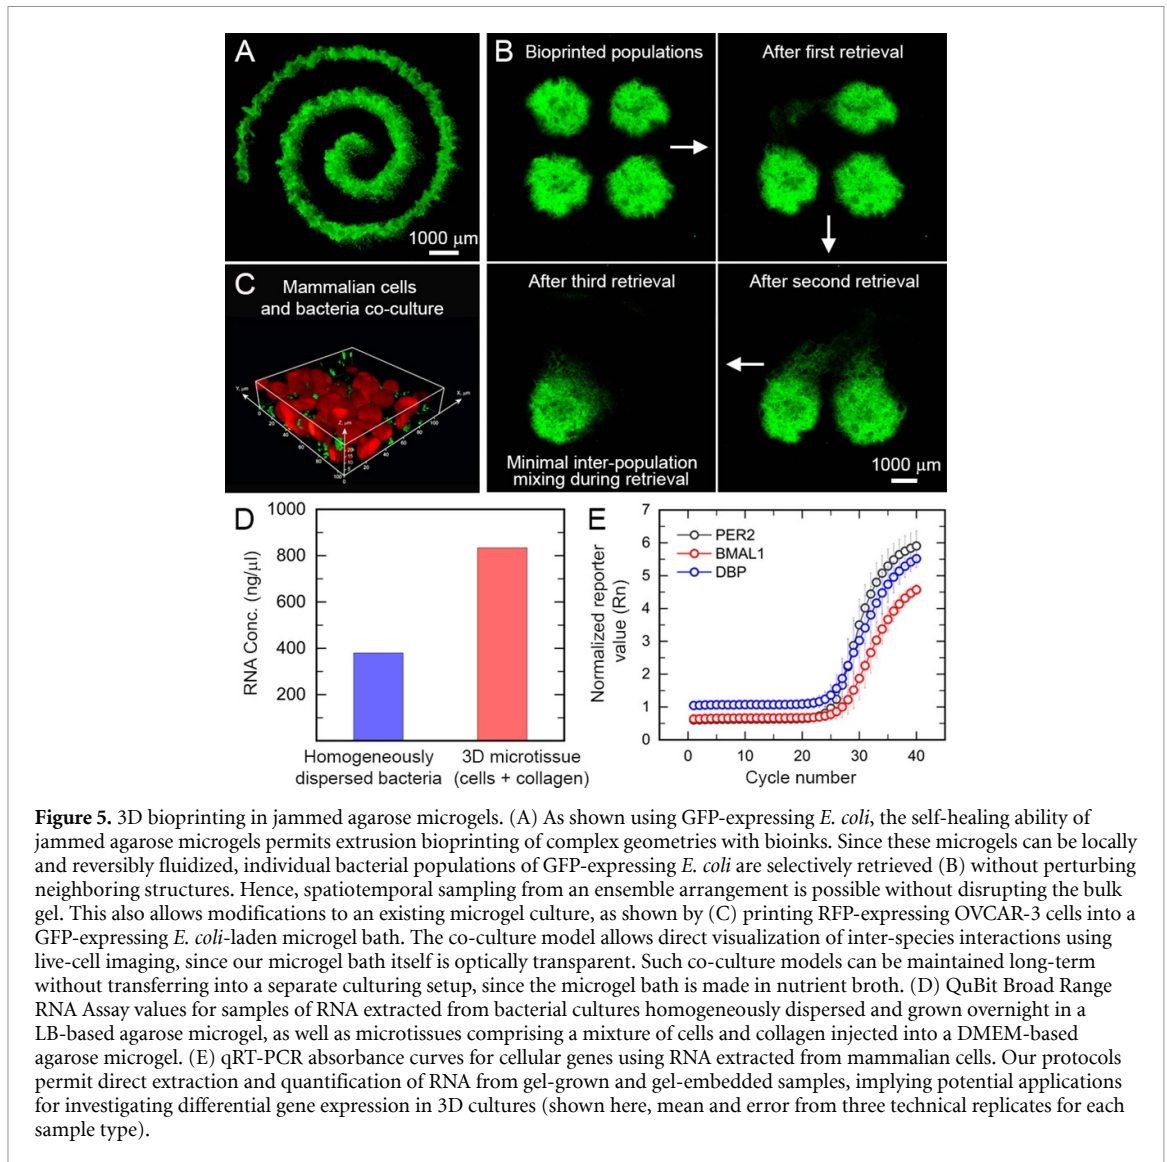 A
1000 μm
B
Bioprinted populations
After first retrieval
C
Mammalian cells
and bacteria co-culture
After third retrieval
After second retrieval
Minimal inter-population
mixing during retrieval
1000 μm
D
RNA Conc. (ng/μl)
1000
800
600
400
200
Homogeneously
dispersed bacteria
3D microtissue
(cells + collagen)
E
Normalized reporter
value (Rn)
7
6
5
4
3
2
1
0
PER2
BMAL1
DBP
0 10 20 30 40
Cycle number
Figure 5. 3D bioprinting in jammed agarose microgels. (A) As shown using GFP-expressing E. coli, the self-healing ability of
jammed agarose microgels permits extrusion bioprinting of complex geometries with bioinks. Since these microgels can be locally
and reversibly fluidized, individual bacterial populations of GFP-expressing E. coli are selectively retrieved (B) without perturbing
neighboring structures. Hence, spatiotemporal sampling from an ensemble arrangement is possible without disrupting the bulk
gel. This also allows modifications to an existing microgel culture, as shown by (C) printing RFP-expressing OVCAR-3 cells into a
GFP-expressing E. coli-laden microgel bath. The co-culture model allows direct visualization of inter-species interactions using
live-cell imaging, since our microgel bath itself is optically transparent. Such co-culture models can be maintained long-term
without transferring into a separate culturing setup, since the microgel bath is made in nutrient broth. (D) QuBit Broad Range
RNA Assay values for samples of RNA extracted from bacterial cultures homogeneously dispersed and grown overnight in a
LB-based agarose microgel, as well as microtissues comprising a mixture of cells and collagen injected into a DMEM-based
agarose microgel. (E) qRT-PCR absorbance curves for cellular genes using RNA extracted from mammalian cells. Our protocols
permit direct extraction and quantification of RNA from gel-grown and gel-embedded samples, implying potential applications
for investigating differential gene expression in 3D cultures (shown here, mean and error from three technical replicates for each
sample type).